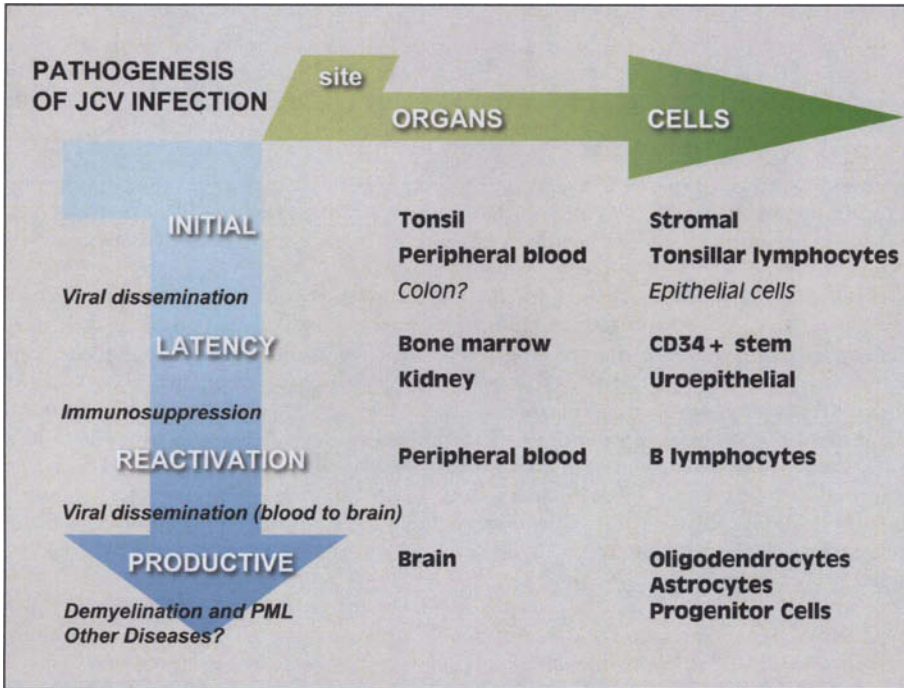 PATHOGENESIS
OF JCV INFECTION
site
ORGANS CELLS
INITIAL Tonsil Stromal
Peripheral blood Tonsillar lymphocytes
Viral dissemination Colon? Epithelial cells
LATENCY Bone marrow CD34 + stem
Kidney Uroepithelial
Immunosuppression
REACTIVATION Peripheral blood B lymphocytes
Viral dissemination (blood to brain)
PRODUCTIVE Brain Oligodendrocytes
Astrocytes
Demyelination and PML Progenitor Cells
Other Diseases?